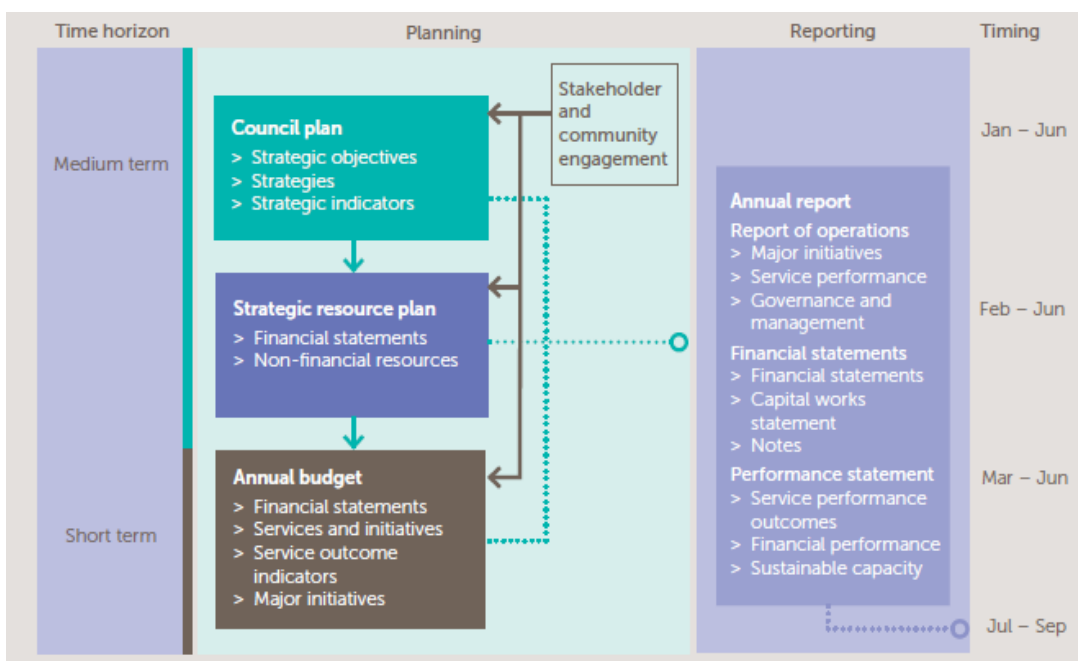 Time horizon
Planning
Reporting
Timing
Medium term
Short term
Stakeholder
and
community
engagement
Council plan
> Strategic objectives
> Strategies
> Strategic indicators
Strategic resource plan
> Financial statements
> Non-financial resources
Annual budget
> Financial statements
> Services and initiatives
> Service outcome
indicators
> Major initiatives
Annual report
Report of operations
> Major initiatives
> Service performance
> Governance and
management
Financial statements
> Financial statements
> Capital works
statement
> Notes
Performance statement
> Service performance
outcomes
> Financial performance
> Sustainable capacity
Jan – Jun
Feb – Jun
Mar – Jun
Jul – Sep